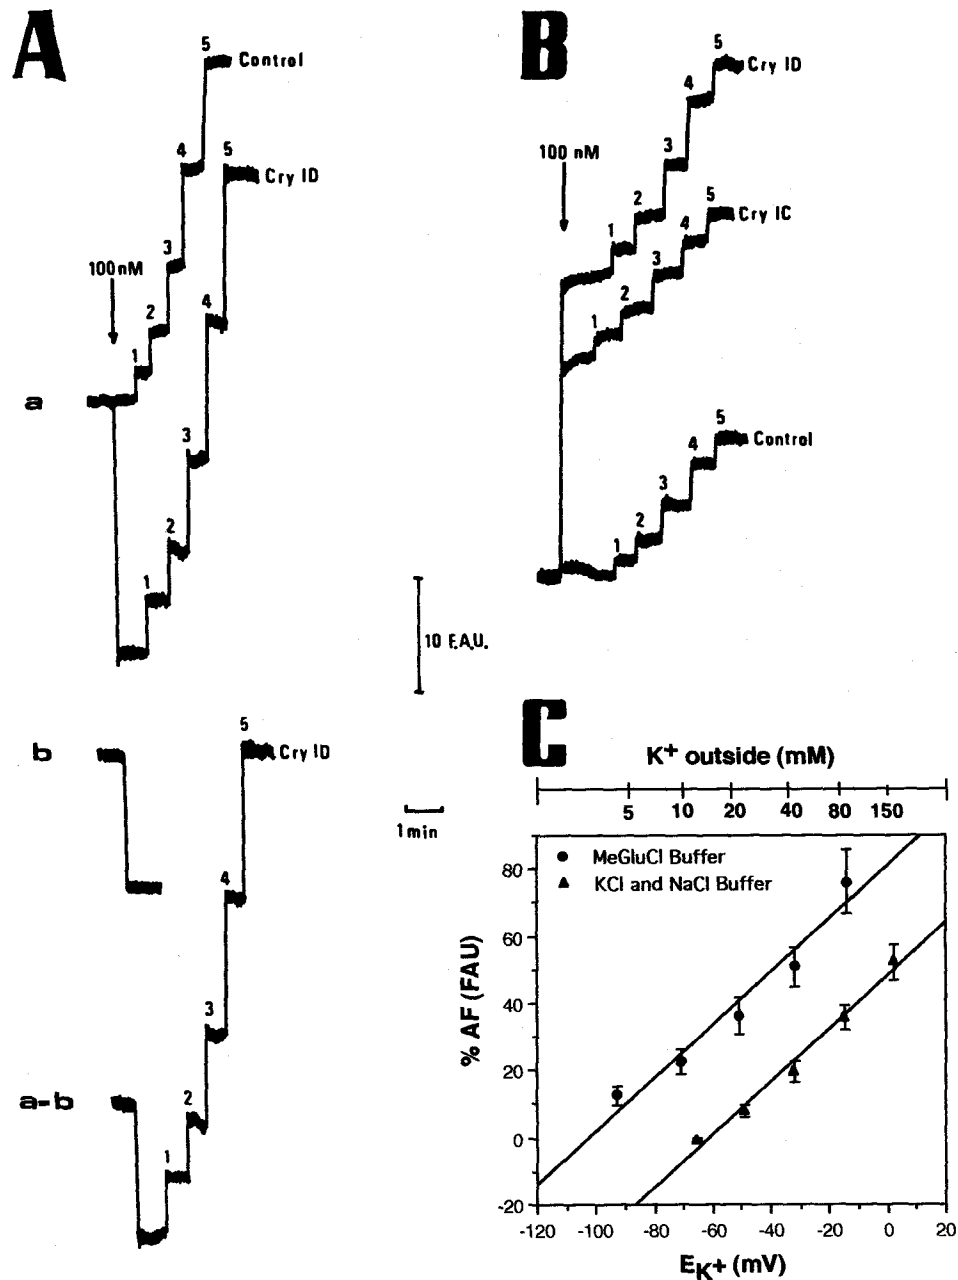 A
5
Control
4
5
Cry ID
3
100nM
2
4
1
a
3
2
1
10 F.A.U.
b
5
Cry ID
1min
4
3
a-b
2
1
B
5
Cry ID
4
100 nM
3
2
5
Cry IC
1
4
3
2
1
5
Control
4
3
2
1
C
K+ outside (mM)
5 10 20 40 80 150
MeGluCl Buffer
KCl and NaCl Buffer
80
60
40
20
0
-20
% ΔF (FAU)
-120 -100 -80 -60 -40 -20 0 20
EK+ (mV)